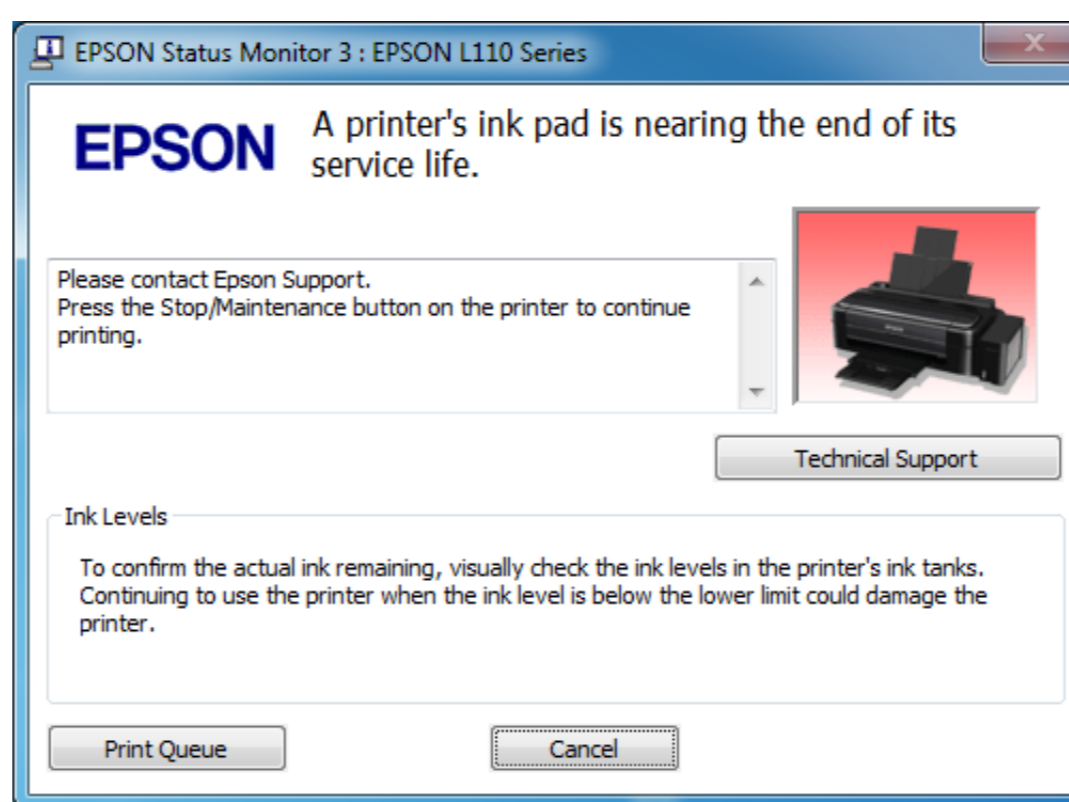 EPSON Status Monitor 3 : EPSON L110 Series
EPSON
A printer's ink pad is nearing the end of its
service life.
Please contact Epson Support.
Press the Stop/Maintenance button on the printer to continue
printing.
Technical Support
Ink Levels
To confirm the actual ink remaining, visually check the ink levels in the printer's ink tanks.
Continuing to use the printer when the ink level is below the lower limit could damage the
printer.
Print Queue
Cancel